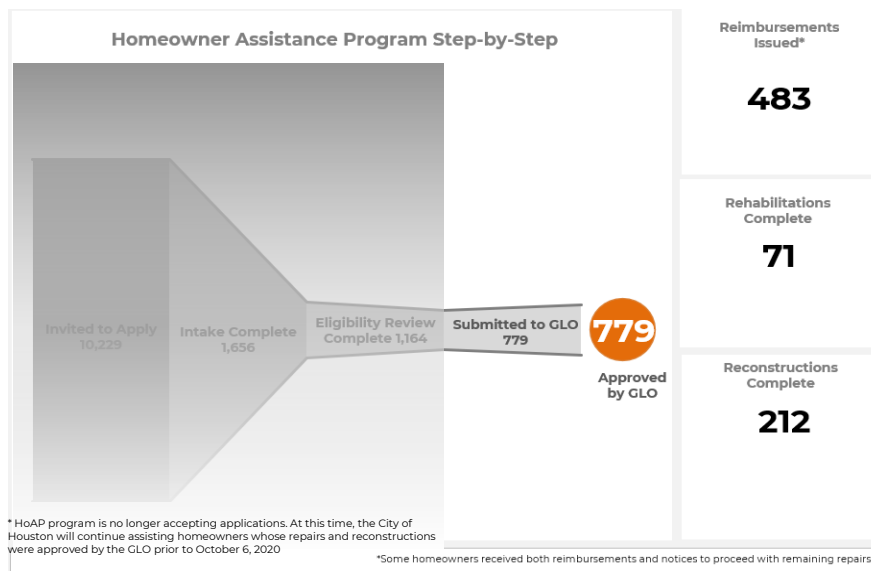 Homeowner Assistance Program Step-by-Step
Invited to Apply
10,229
Intake Complete
1,656
Eligibility Review
Complete 1,164
Submitted to GLO
779
779
Approved
by GLO
* HoAP program is no longer accepting applications. At this time, the City of
Houston will continue assisting homeowners whose repairs and reconstructions
were approved by the GLO prior to October 6, 2020
Reimbursements
Issued*
483
Rehabilitations
Complete
71
Reconstructions
Complete
212
*Some homeowners received both reimbursements and notices to proceed with remaining repairs